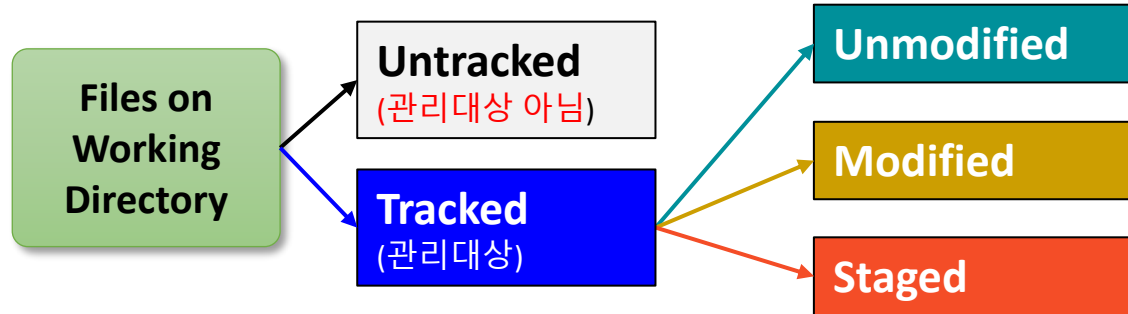 Files on
Working
Directory
Untracked
(관리대상 아님)
Tracked
(관리대상)
Unmodified
Modified
Staged